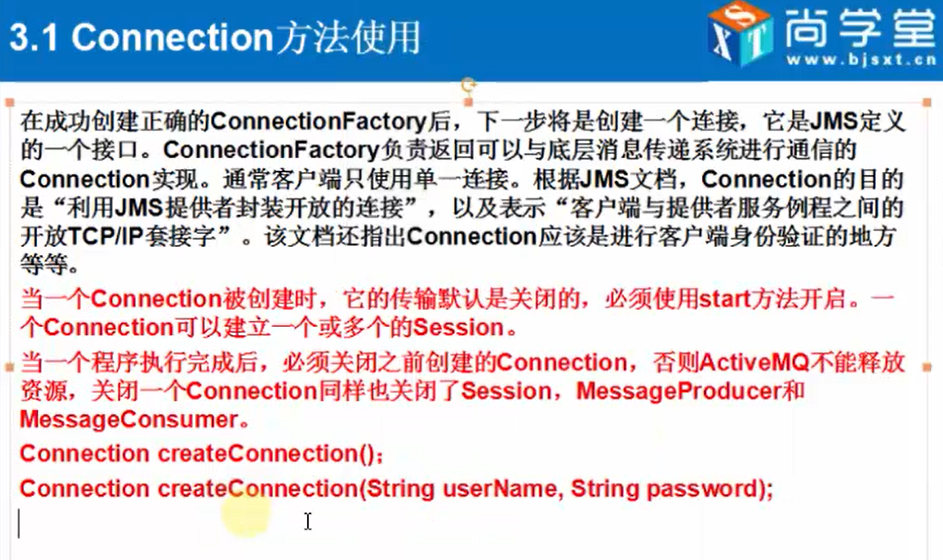 3.1 Connection方法使用
尚学堂
www.bjsxt.cn
在成功创建正确的ConnectionFactory后，下一步将是创建一个连接，它是JMS定义
的一个接口。ConnectionFactory负责返回可以与底层消息传递系统进行通信的
Connection实现。通常客户端只使用单一连接。根据JMS文档，Connection的目的
是“利用JMS提供者封装开放的连接”，以及表示“客户端与提供者服务例程之间的
开放TCP/IP套接字”。该文档还指出Connection应该是进行客户端身份验证的地方
等等。
当一个Connection被创建时，它的传输默认是关闭的，必须使用start方法开启。一
个Connection可以建立一个或多个的Session。
当一个程序执行完成后，必须关闭之前创建的Connection，否则ActiveMQ不能释放
资源，关闭一个Connection同样也关闭了Session，MessageProducer和
MessageConsumer。
Connection createConnection();
Connection createConnection(String userName, String password);